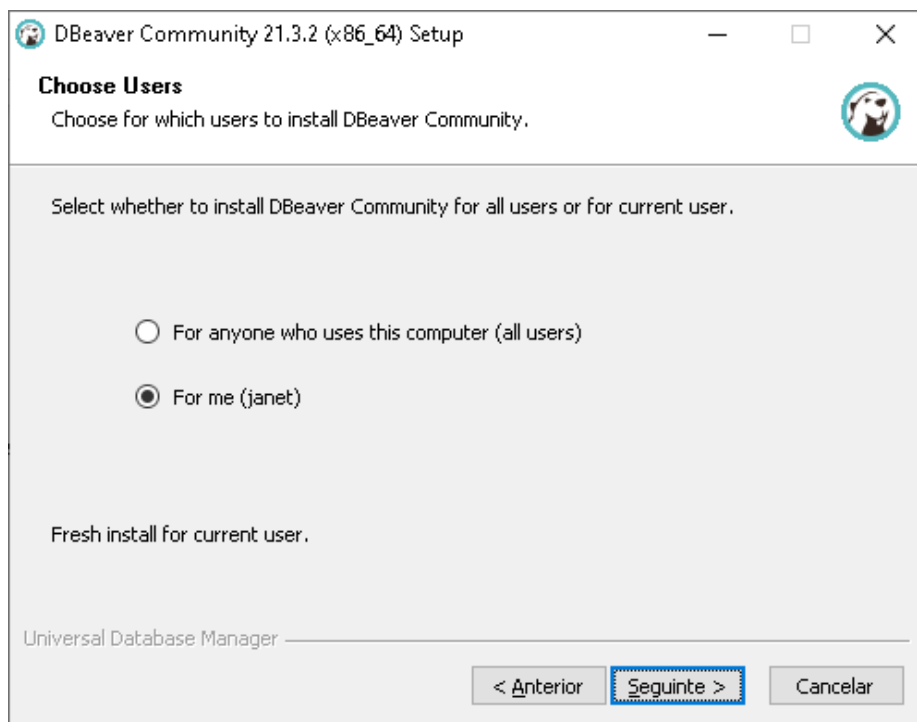 DBeaver Community 21.3.2 (x86_64) Setup
Choose Users
Choose for which users to install DBeaver Community.
Select whether to install DBeaver Community for all users or for current user.
For anyone who uses this computer (all users)
For me (janet)
Fresh install for current user.
Universal Database Manager
< Anterior Seguinte > Cancelar